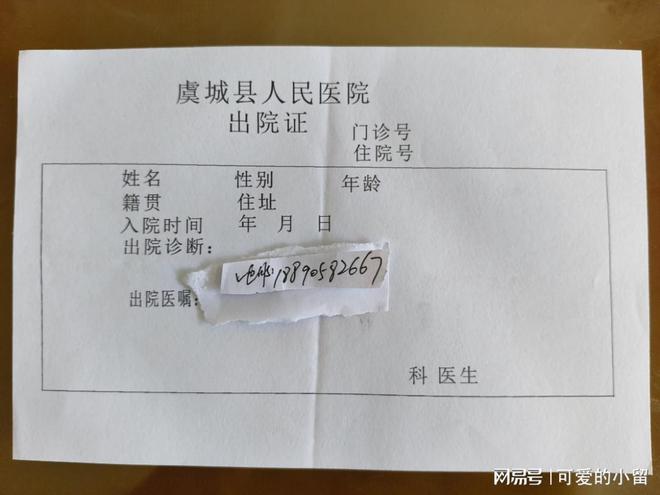 虞城县人民医院
出院证
门诊号
住院号
姓名 性别 年龄
籍贯 住址
入院时间 年 月 日
出院诊断：
18890582667
出院医嘱：
科 医生
网易号 | 可爱的小留